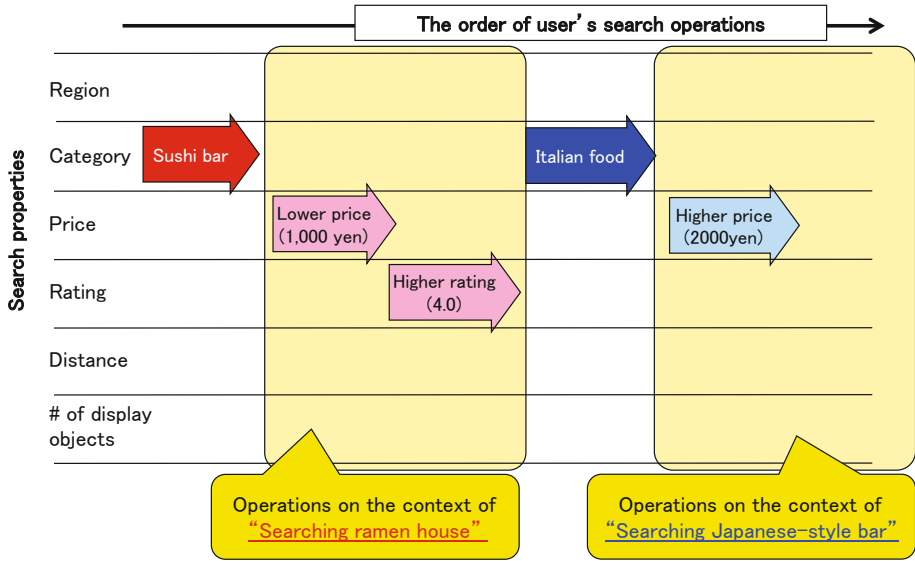 The order of user's search operations
Search properties
Region
Category
Sushi bar
Italian food
Price
Lower price
(1,000 yen)
Higher price
(2000yen)
Rating
Higher rating
(4.0)
Distance
# of display
objects
Operations on the context of
“Searching ramen house”
Operations on the context of
“Searching Japanese-style bar”